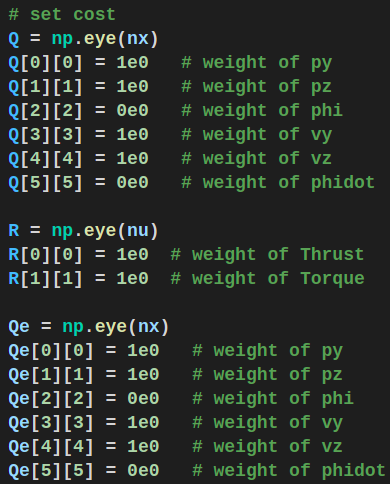 # set cost
Q = np.eye(nx)
Q[0][0] = 1e0   # weight of py
Q[1][1] = 1e0   # weight of pz
Q[2][2] = 0e0   # weight of phi
Q[3][3] = 1e0   # weight of vy
Q[4][4] = 1e0   # weight of vz
Q[5][5] = 0e0   # weight of phidot
R = np.eye(nu)
R[0][0] = 1e0  # weight of Thrust
R[1][1] = 1e0  # weight of Torque
Qe = np.eye(nx)
Qe[0][0] = 1e0   # weight of py
Qe[1][1] = 1e0   # weight of pz
Qe[2][2] = 0e0   # weight of phi
Qe[3][3] = 1e0   # weight of vy
Qe[4][4] = 1e0   # weight of vz
Qe[5][5] = 0e0   # weight of phidot